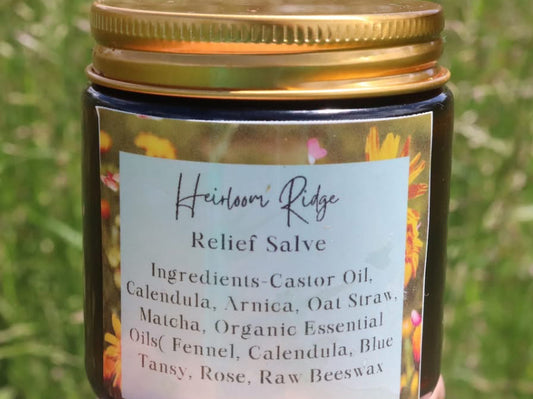 Heirloom Ridge
Relief Salve
Ingredients-Castor Oil,
Calendula, Arnica, Oat Straw,
Matcha, Organic Essential
Oils( Fennel, Calendula, Blue
Tansy, Rose, Raw Beeswax